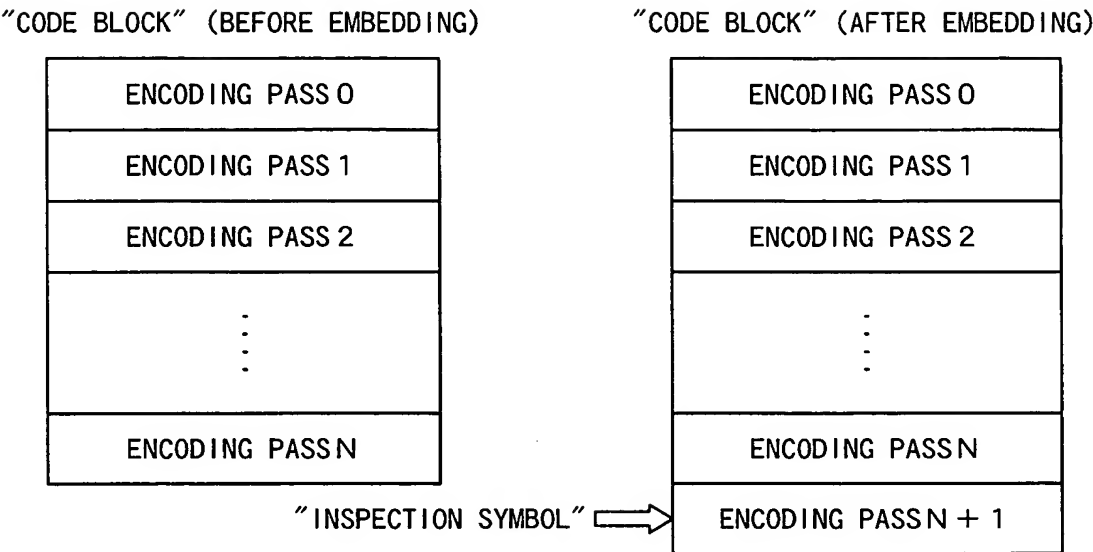 "CODE BLOCK" (BEFORE EMBEDDING)
ENCODING PASS 0
ENCODING PASS 1
ENCODING PASS 2
ENCODING PASS N
"CODE BLOCK" (AFTER EMBEDDING)
ENCODING PASS 0
ENCODING PASS 1
ENCODING PASS 2
ENCODING PASS N
"INSPECTION SYMBOL"
ENCODING PASS N + 1